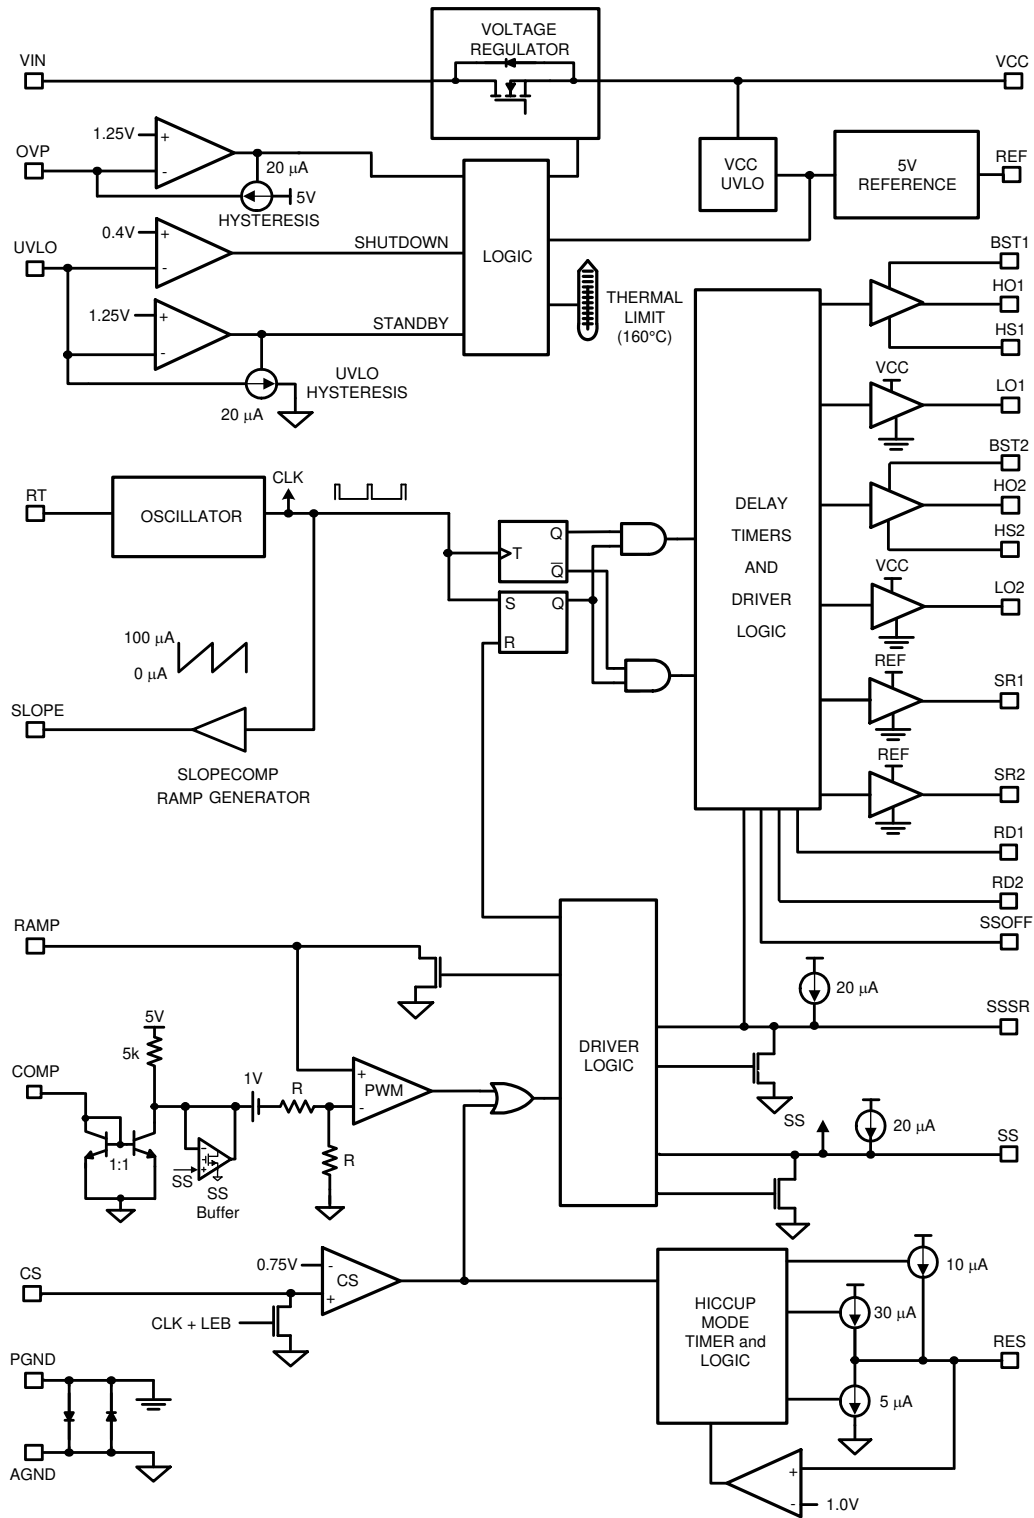 VOLTAGE
REGULATOR
VIN
VCC
1.25V
+
-
OVP
20 µA
5V
HYSTERESIS
VCC
UVLO
5V
REFERENCE
REF
0.4V
+
-
UVLO
SHUTDOWN
LOGIC
1.25V
+
-
STANDBY
UVLO
HYSTERESIS
20 µA
THERMAL
LIMIT
(160°C)
BST1
HO1
HS1
VCC
LO1
BST2
HO2
HS2
VCC
LO2
REF
SR1
REF
SR2
RD1
RD2
SSOFF
DELAY
TIMERS
AND
DRIVER
LOGIC
RT
OSCILLATOR
CLK
T
Q
Q̅
S
Q
R
100 µA
0 µA
SLOPE
SLOPECOMP
RAMP GENERATOR
RAMP
5V
5k
COMP
1:1
1V
R
R
+
-
PWM
-
+
SS
SS
Buffer
DRIVER
LOGIC
20 µA
SSSR
SS
20 µA
SS
CS
0.75V
-
+
CS
CLK + LEB
HICCUP
MODE
TIMER and
LOGIC
10 µA
30 µA
RES
5 µA
+
-
1.0V
PGND
AGND